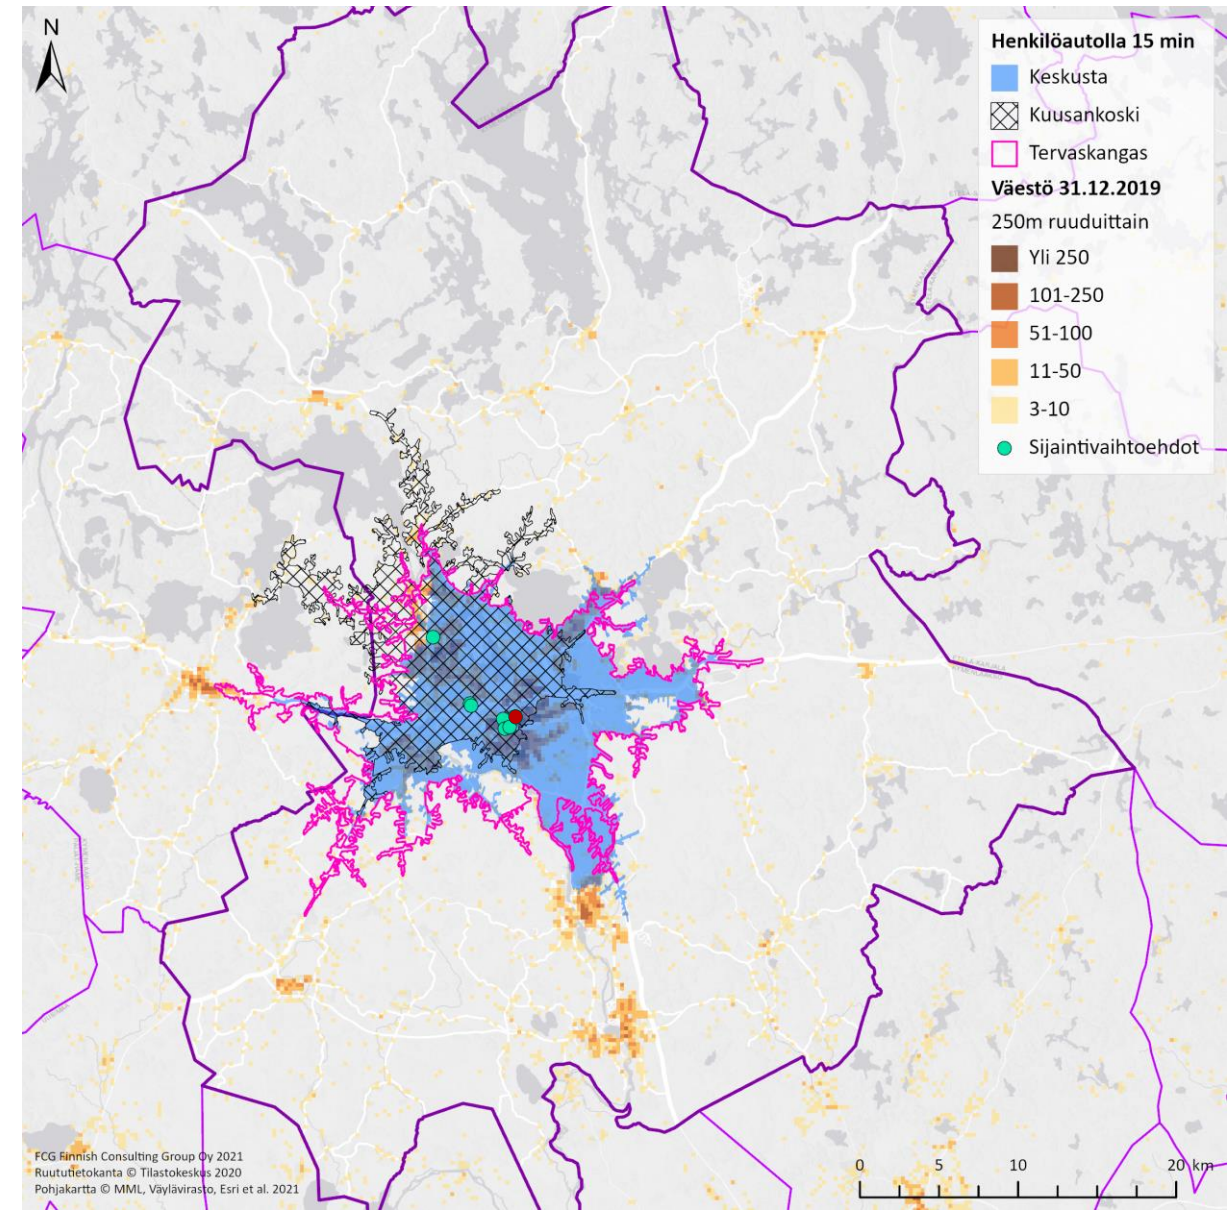 N
Henkilöautolla 15 min
Keskusta
Kuusankoski
Tervaskangas
Väestö 31.12.2019
250m ruuduittain
Yli 250
101-250
51-100
11-50
3-10
Sijaintivaihtoehdot
FCG Finnish Consulting Group Oy 2021
Ruututietokanta © Tilastokeskus 2020
Pohjakartta © MML, Väylävirasto, Esri et al. 2021
0 5 10 20 km